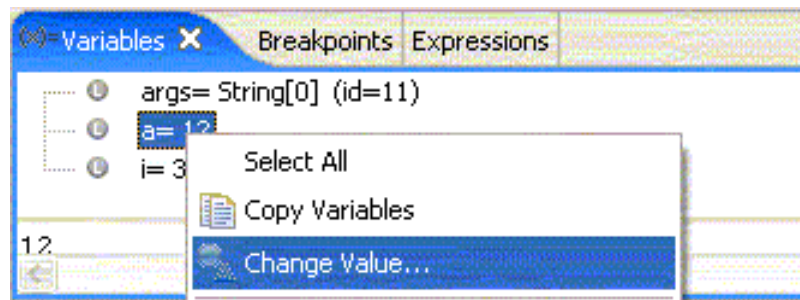 (x)= Variables Breakpoints Expressions
args= String[0] (id=11)
a= 12
i= 3
Select All
Copy Variables
12
Change Value...